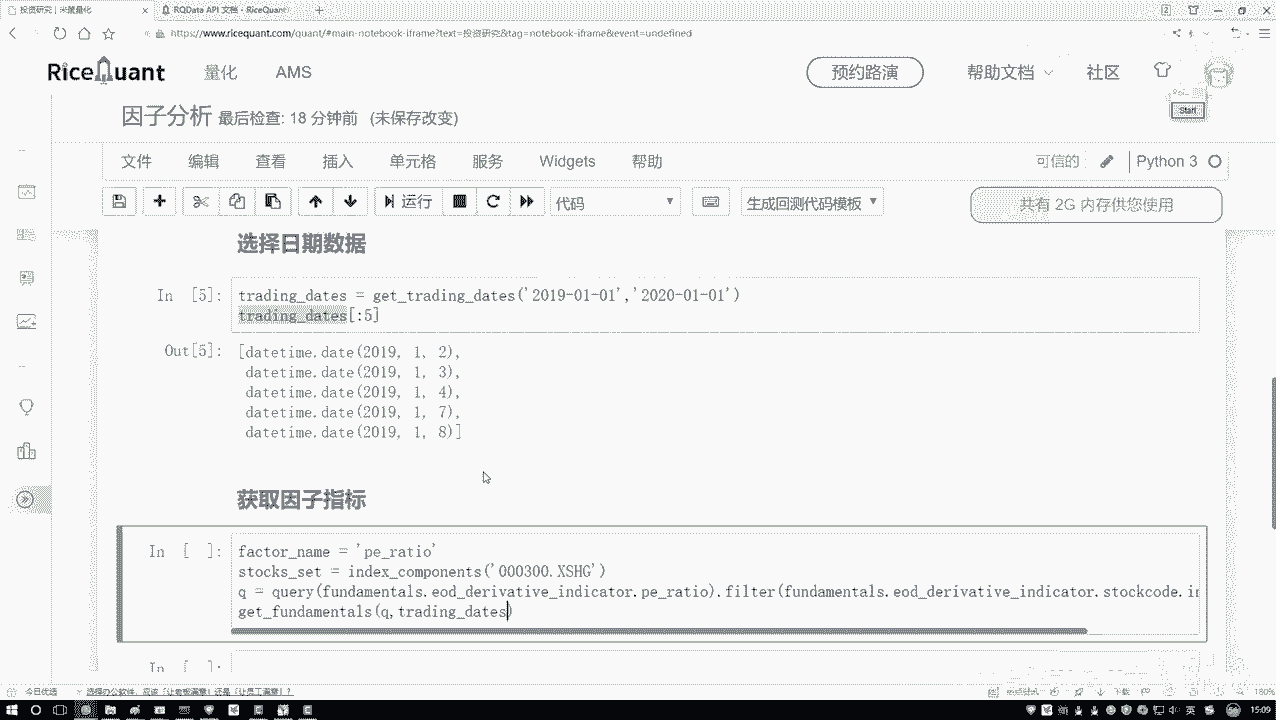 投资研究 | 米筐量化
RQData API 文档 - RiceQuant
https://www.ricequant.com/quant/#main-notebook-iframe?text=投资研究&tag=notebook-iframe&event=undefined
RiceQuant 量化 AMS 预约路演 帮助文档 社区
Start
因子分析 最后检查: 18 分钟前 (未保存改变)
文件 编辑 查看 插入 单元格 服务 Widgets 帮助 可信的 Python 3
运行 代码 生成回测代码模板 共有 2G 内存供您使用
选择日期数据
In [5]: trading_dates = get_trading_dates('2019-01-01','2020-01-01')
trading_dates[:5]
Out[5]: [datetime.date(2019, 1, 2),
datetime.date(2019, 1, 3),
datetime.date(2019, 1, 4),
datetime.date(2019, 1, 7),
datetime.date(2019, 1, 8)]
获取因子指标
In [ ]: factor_name = 'pe_ratio'
stocks_set = index_components('000300.XSHG')
q = query(fundamentals.eod_derivative_indicator.pe_ratio).filter(fundamentals.eod_derivative_indicator.stockcode.in
get_fundamentals(q,trading_dates)
In [ ]:
今日优选
下载 180%
英 15:09